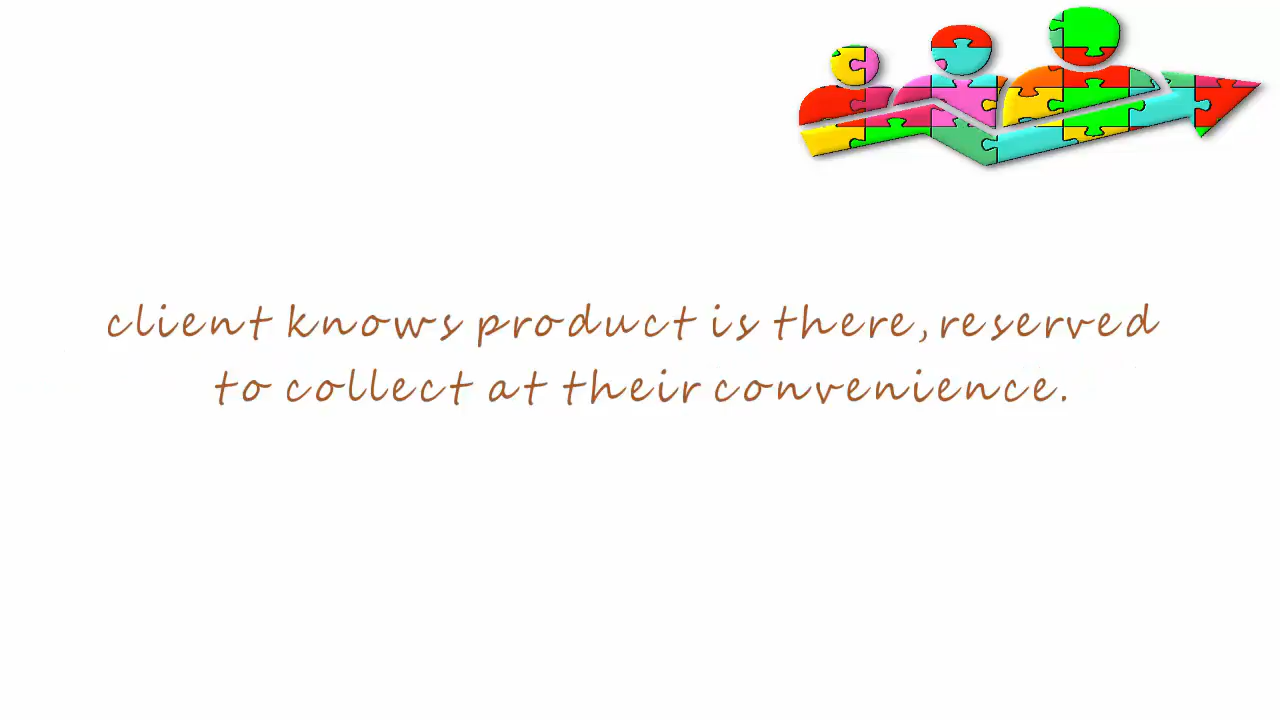 client knows product is there, reserved
to collect at their convenience.